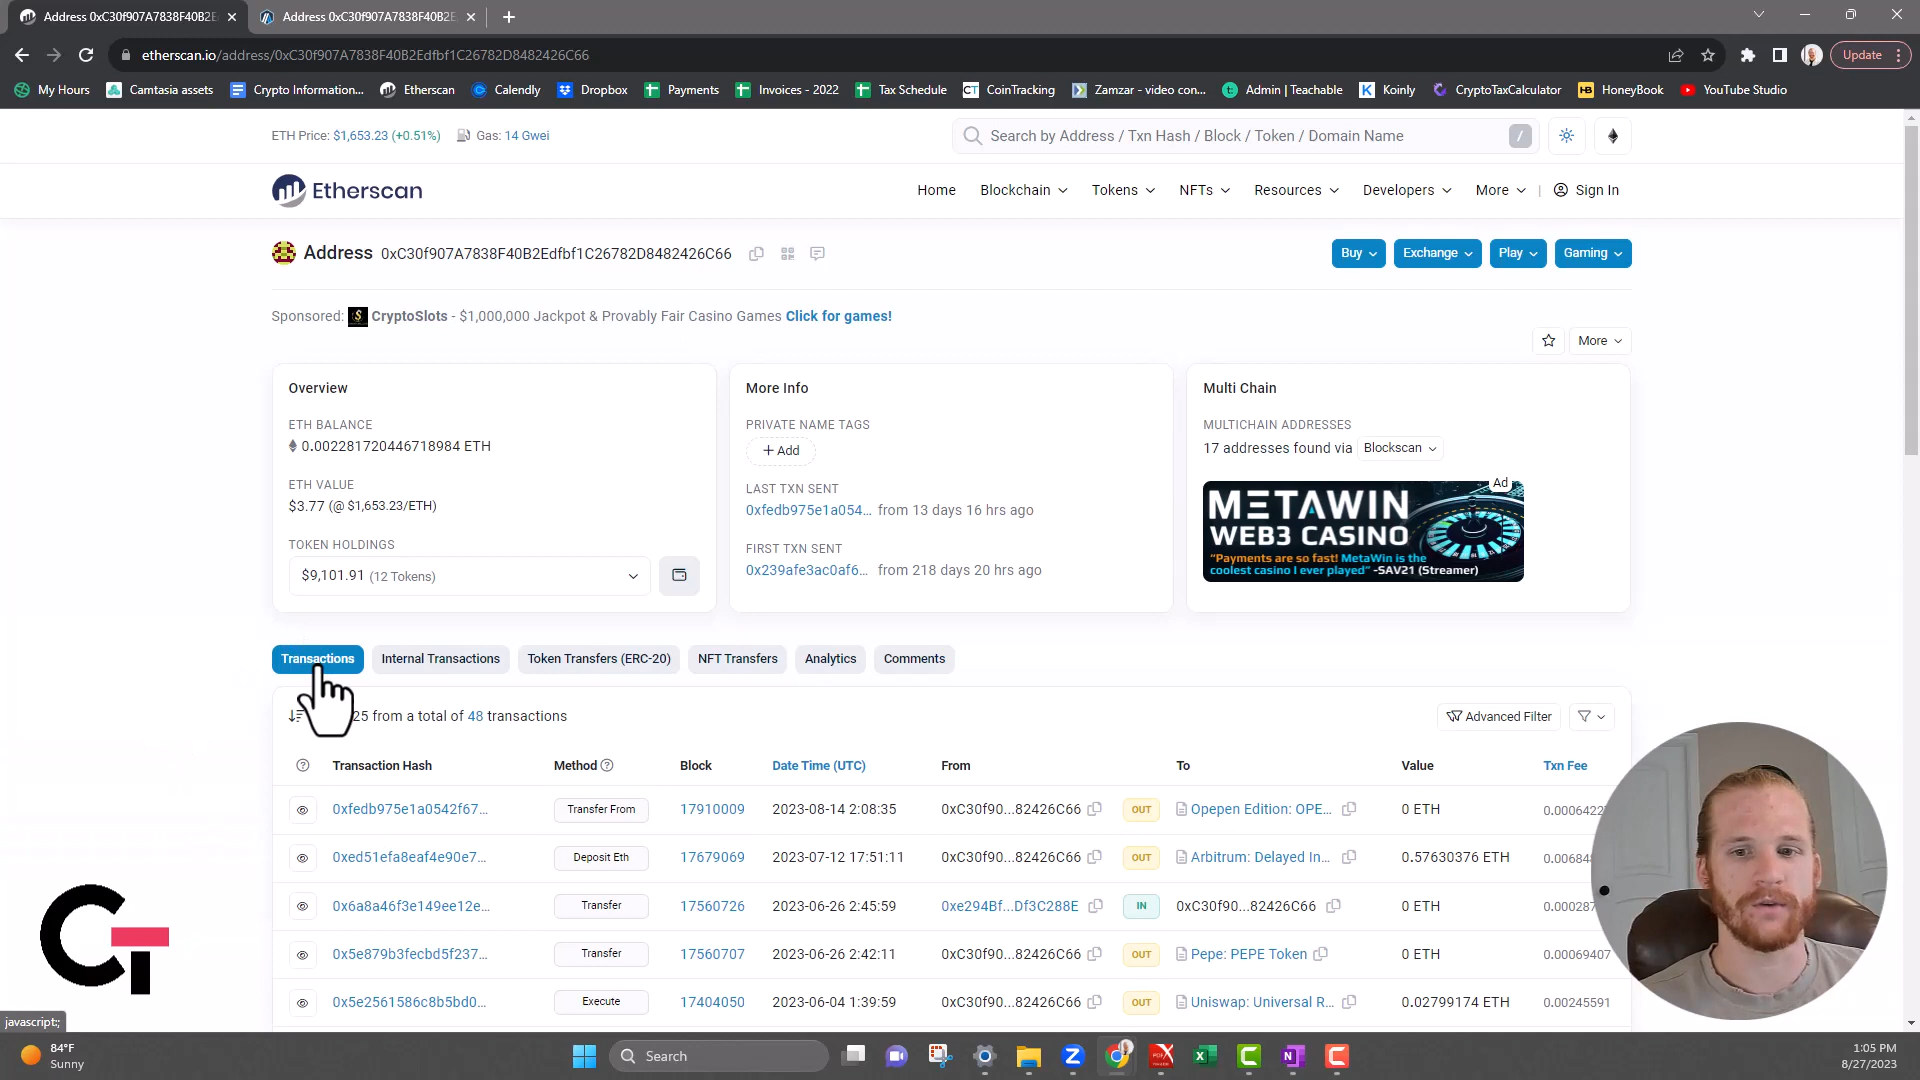 Address 0xC30f907A7838F40B2E
Address 0xC30f907A7838F40B2E
etherscan.io/address/0xC30f907A7838F40B2Edfbf1C26782D8482426C66
Update
My Hours
Camtasia assets
Crypto Information...
Etherscan
Calendly
Dropbox
Payments
Invoices - 2022
Tax Schedule
CT CoinTracking
Zamzar - video con...
Admin | Teachable
K Koinly
CryptoTaxCalculator
HB HoneyBook
YouTube Studio
ETH Price: $1,653.23 (+0.51%) Gas: 14 Gwei
Search by Address / Txn Hash / Block / Token / Domain Name /
Etherscan
Home Blockchain Tokens NFTs Resources Developers More | Sign In
Address 0xC30f907A7838F40B2Edfbf1C26782D8482426C66
Buy Exchange Play Gaming
Sponsored: CryptoSlots - $1,000,000 Jackpot & Provably Fair Casino Games Click for games!
More
Overview
ETH BALANCE
0.002281720446718984 ETH
ETH VALUE
$3.77 (@ $1,653.23/ETH)
TOKEN HOLDINGS
$9,101.91 (12 Tokens)
More Info
PRIVATE NAME TAGS
+ Add
LAST TXN SENT
0xfedb975e1a054... from 13 days 16 hrs ago
FIRST TXN SENT
0x239afe3ac0af6... from 218 days 20 hrs ago
Multi Chain
MULTICHAIN ADDRESSES
17 addresses found via Blockscan
Ad
METAWIN
WEB3 CASINO
"Payments are so fast! MetaWin is the
coolest casino I ever played" -SAV21 (Streamer)
Transactions Internal Transactions Token Transfers (ERC-20) NFT Transfers Analytics Comments
25 from a total of 48 transactions
Advanced Filter
Transaction Hash Method Block Date Time (UTC) From To Value Txn Fee
0xfedb975e1a0542f67... Transfer From 17910009 2023-08-14 2:08:35 0xC30f90...82426C66 OUT Opepen Edition: OPE... 0 ETH 0.0006422
0xed51efa8eaf4e90e7... Deposit Eth 17679069 2023-07-12 17:51:11 0xC30f90...82426C66 OUT Arbitrum: Delayed In... 0.57630376 ETH 0.00684
0x6a8a46f3e149ee12e... Transfer 17560726 2023-06-26 2:45:59 0xe294Bf...Df3C288E IN 0xC30f90...82426C66 0 ETH 0.000287
0x5e879b3fecbd5f237... Transfer 17560707 2023-06-26 2:42:11 0xC30f90...82426C66 OUT Pepe: PEPE Token 0 ETH 0.00069407
0x5e2561586c8b5bd0... Execute 17404050 2023-06-04 1:39:59 0xC30f90...82426C66 OUT Uniswap: Universal R... 0.02799174 ETH 0.00245591
CT
javascript:;
84°F
Sunny
Search
1:05 PM
8/27/2023